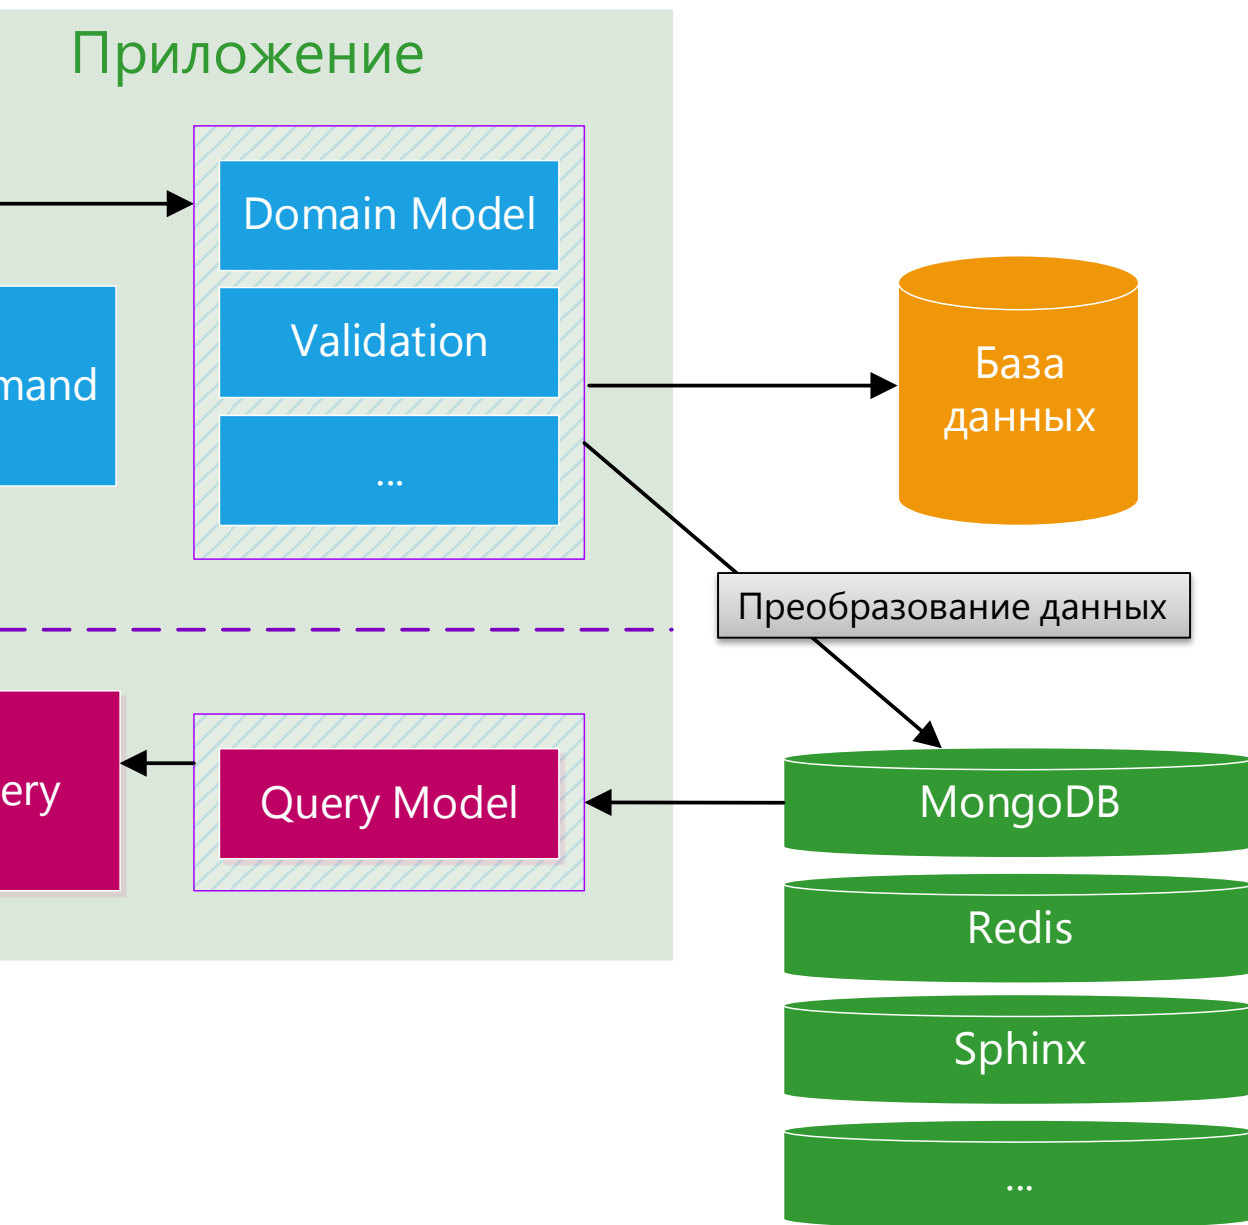 Приложение
Domain Model
Validation
mand
...
База
данных
Преобразование данных
ery
Query Model
MongoDB
Redis
Sphinx
...